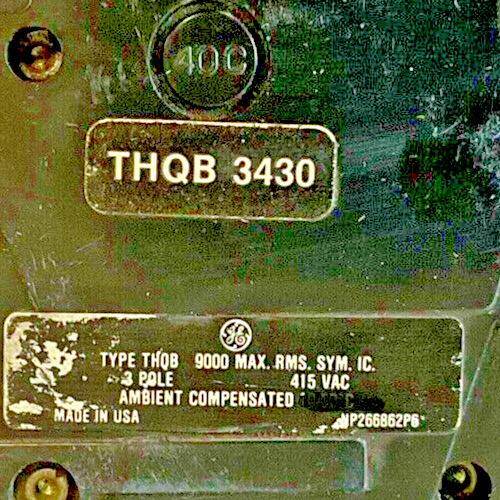 40C
THQB 3430
GE
TYPE THQB 9000 MAX. RMS. SYM. IC.
3 POLE 415 VAC
AMBIENT COMPENSATED
MADE IN USA NP266862P6